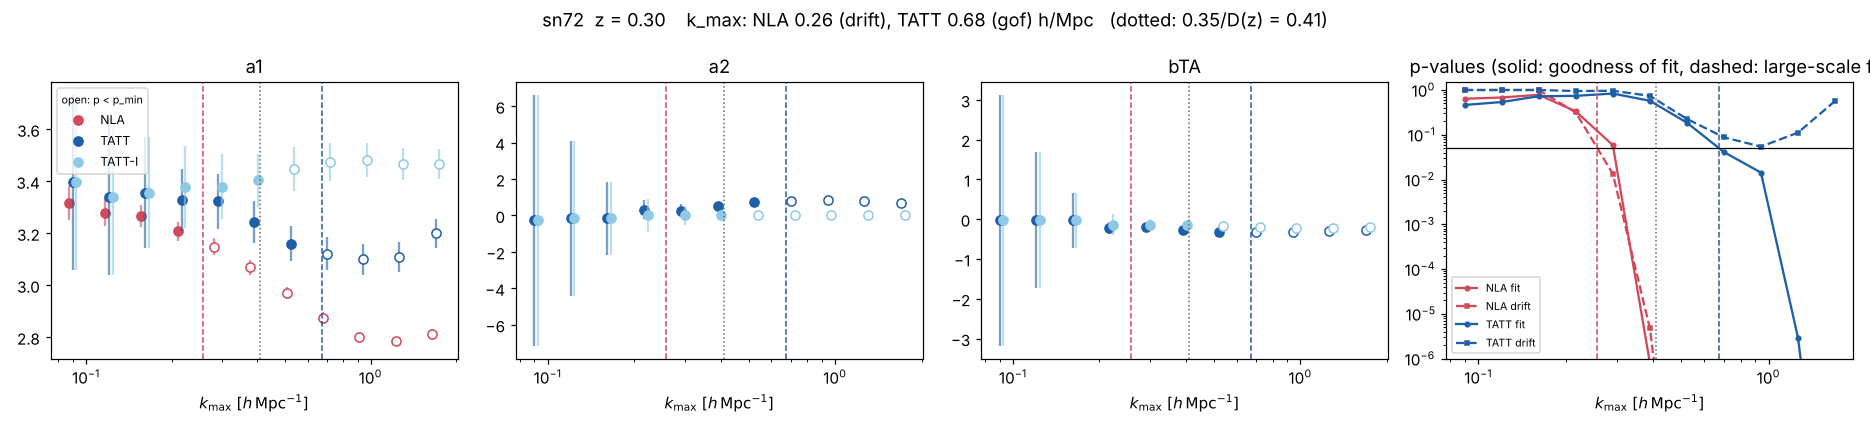 sn72  z = 0.30    k_max: NLA 0.26 (drift), TATT 0.68 (gof) h/Mpc   (dotted: 0.35/D(z) = 0.41)
a1
open: p < p_min
NLA
TATT
TATT-I
3.6
3.4
3.2
3.0
2.8
10⁻¹
10⁰
k_max [h Mpc⁻¹]
a2
6
4
2
0
−2
−4
−6
10⁻¹
10⁰
k_max [h Mpc⁻¹]
bTA
3
2
1
0
−1
−2
−3
10⁻¹
10⁰
k_max [h Mpc⁻¹]
p-values (solid: goodness of fit, dashed: large-scale
10⁰
10⁻¹
10⁻²
10⁻³
10⁻⁴
10⁻⁵
10⁻⁶
NLA fit
NLA drift
TATT fit
TATT drift
10⁻¹
10⁰
k_max [h Mpc⁻¹]